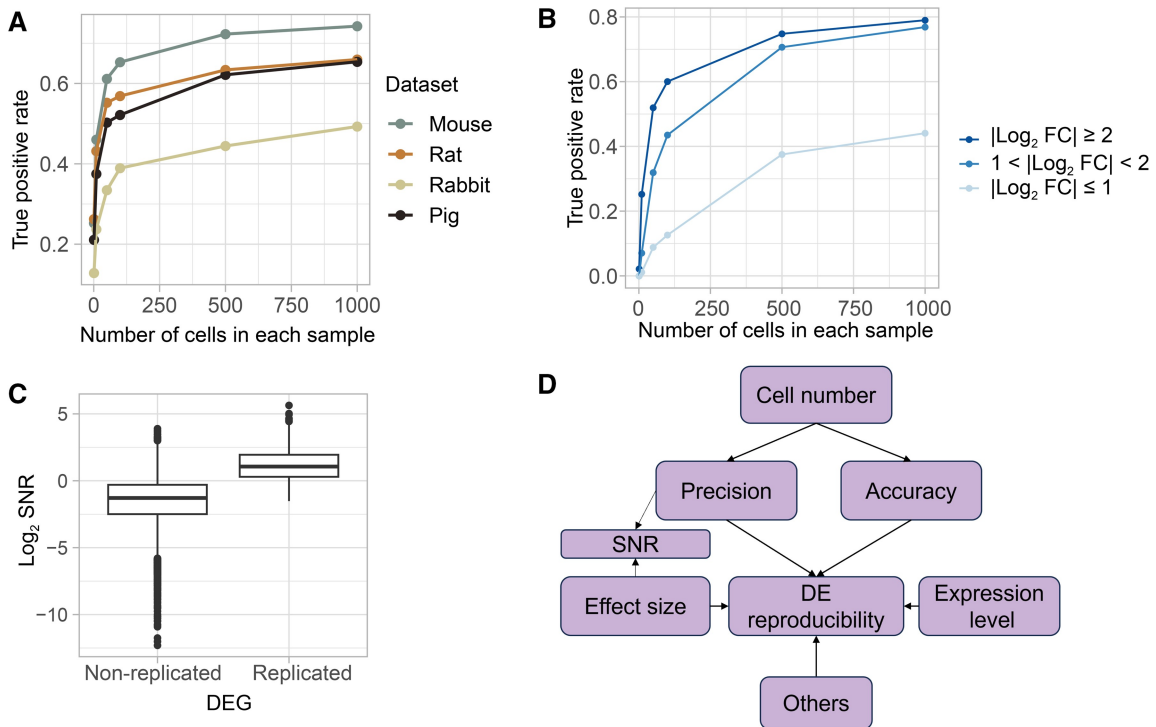 A
True positive rate
0.6
0.4
0.2
0 250 500 750 1000
Number of cells in each sample
Dataset
Mouse
Rat
Rabbit
Pig
B
True positive rate
0.8
0.6
0.4
0.2
0.0
0 250 500 750 1000
Number of cells in each sample
|Log₂ FC| ≥ 2
1 < |Log₂ FC| < 2
|Log₂ FC| ≤ 1
C
Log₂ SNR
5
0
−5
−10
Non-replicated Replicated
DEG
D
Cell number
Precision Accuracy
SNR
Effect size
DE
reproducibility
Expression
level
Others